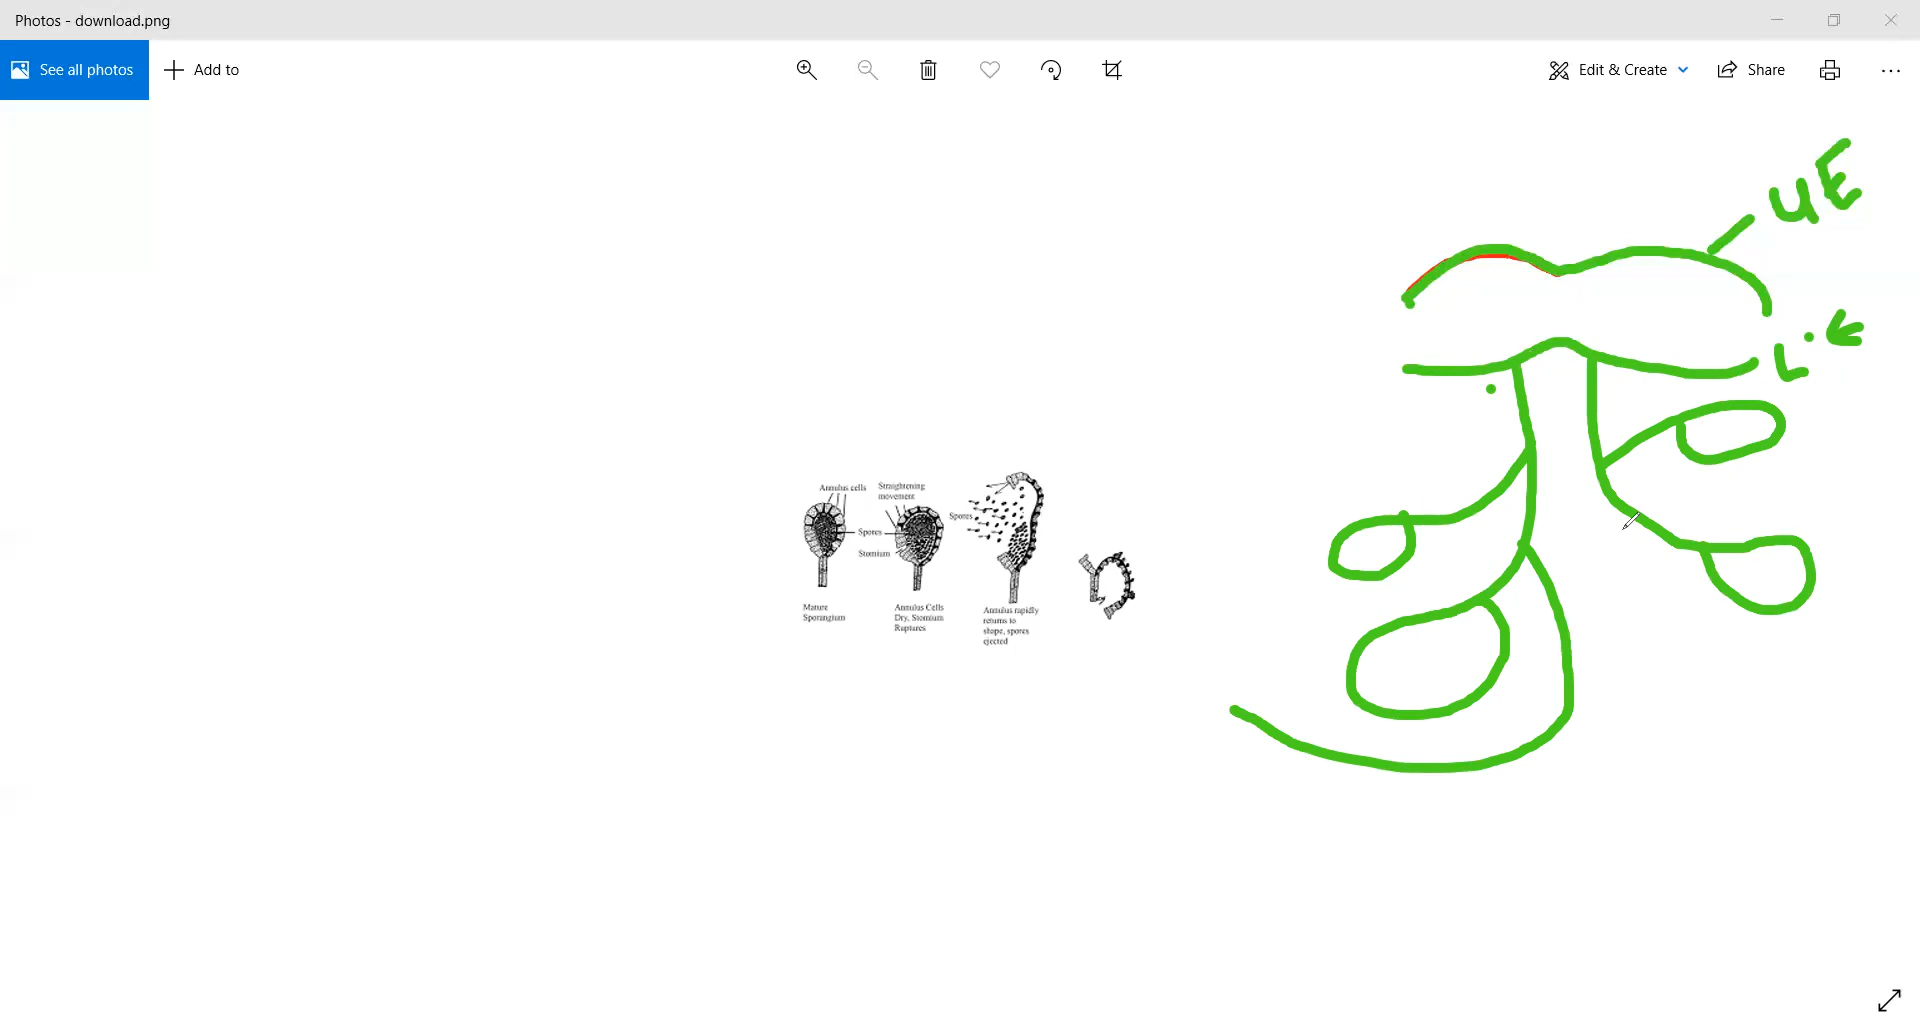 Photos - download.png
See all photos
Add to
Edit & Create
Share
UE
L.E
Annulus cells
Straightening
movement
Spores
Spores
Stomium
Mature
Sporangium
Annulus Cells
Dry, Stomium
Ruptures
Annulus rapidly
returns to
shape, spores
ejected